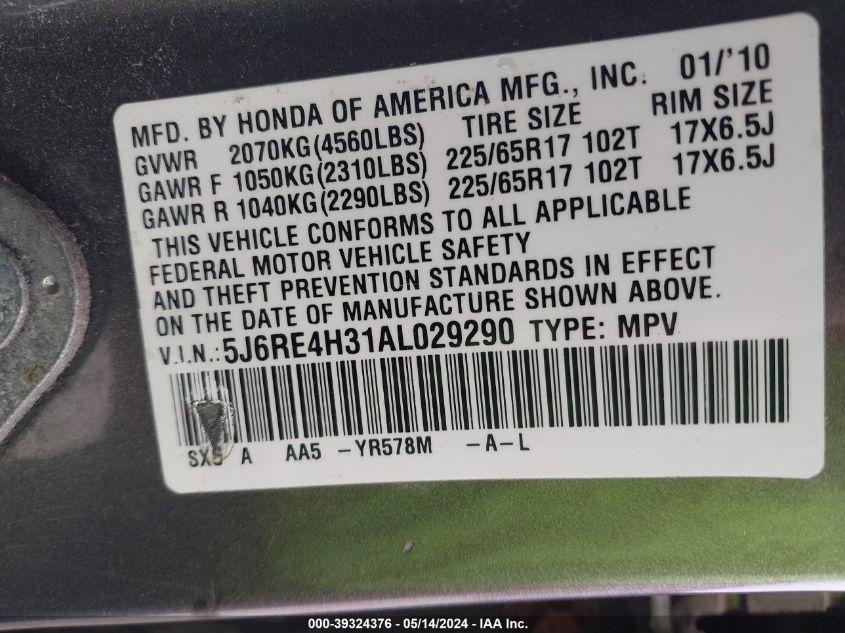 MFD. BY HONDA OF AMERICA MFG., INC. 01/'10
GVWR 2070KG(4560LBS) TIRE SIZE RIM SIZE
GAWR F 1050KG(2310LBS) 225/65R17 102T 17X6.5J
GAWR R 1040KG(2290LBS) 225/65R17 102T 17X6.5J
THIS VEHICLE CONFORMS TO ALL APPLICABLE
FEDERAL MOTOR VEHICLE SAFETY
AND THEFT PREVENTION STANDARDS IN EFFECT
ON THE DATE OF MANUFACTURE SHOWN ABOVE.
V.I.N.: 5J6RE4H31AL029290 TYPE: MPV
A AA5 -YR578M -A-L
000-39324376 - 05/14/2024 - IAA Inc.